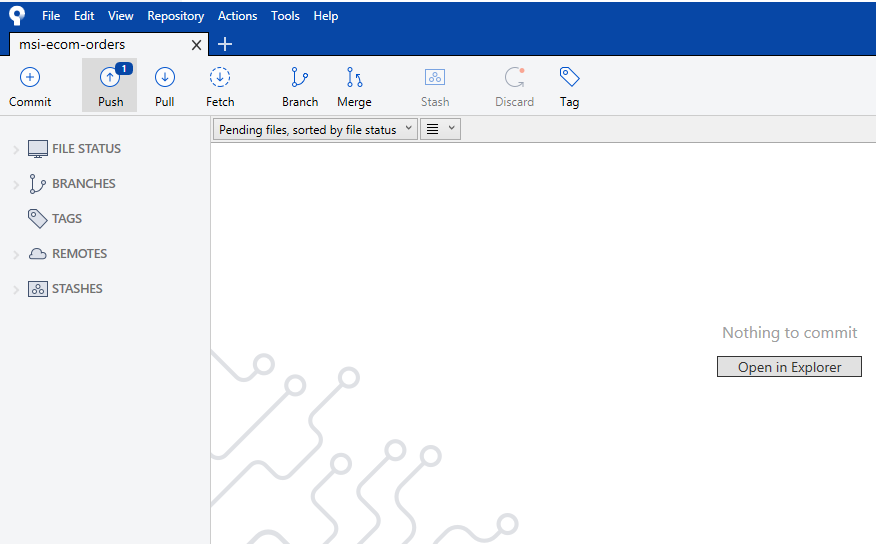 File Edit View Repository Actions Tools Help
msi-ecom-orders
1
Commit Push Pull Fetch Branch Merge Stash Discard Tag
Pending files, sorted by file status
FILE STATUS
BRANCHES
TAGS
REMOTES
STASHES
Nothing to commit
Open in Explorer